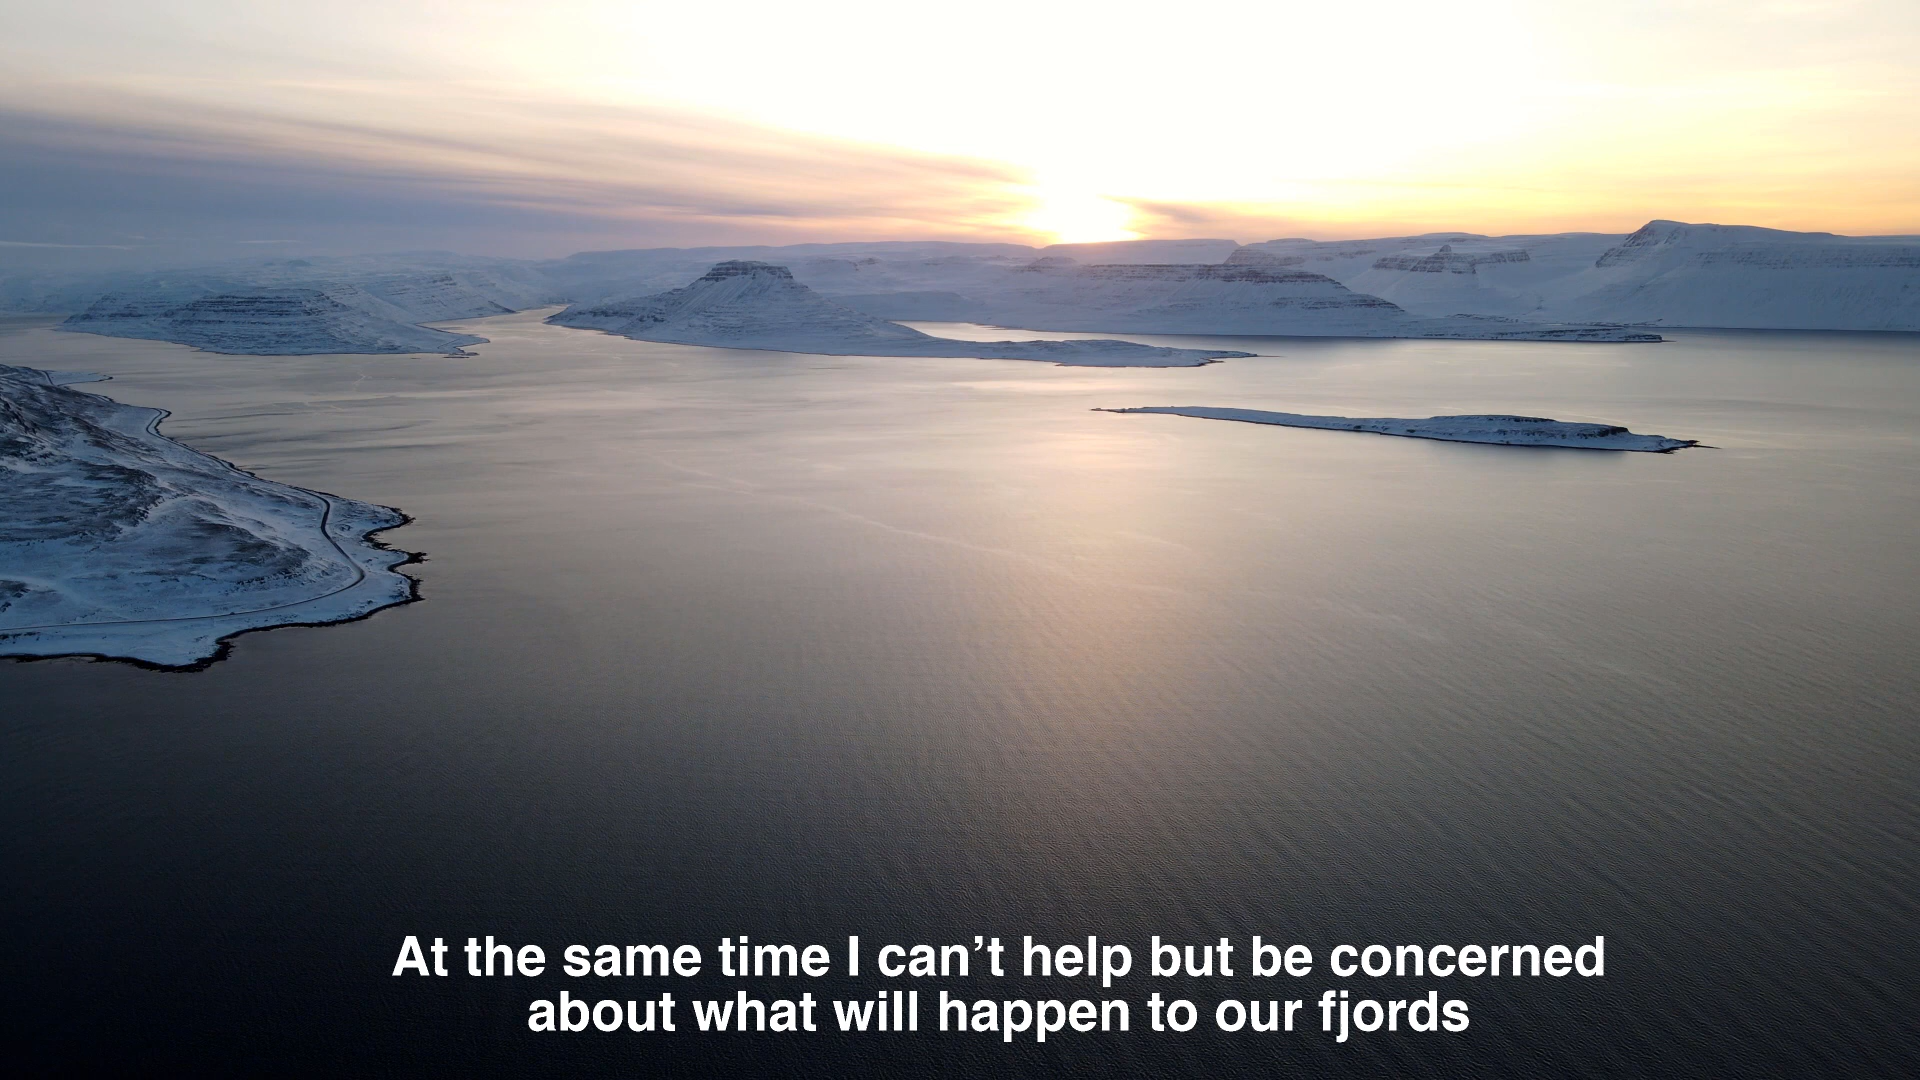 At the same time I can’t help but be concerned
about what will happen to our fjords